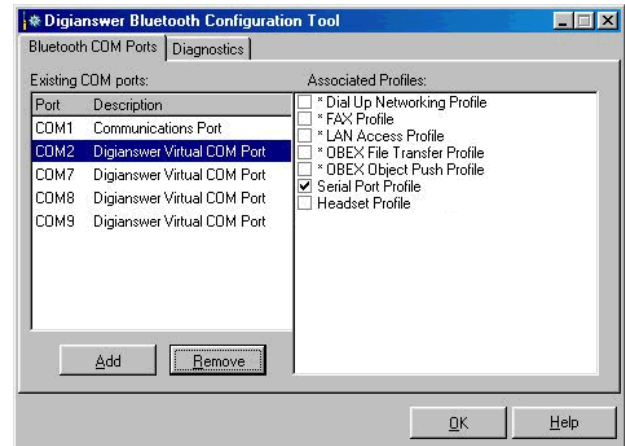 Digianswer Bluetooth Configuration Tool
Bluetooth COM Ports Diagnostics
Existing COM ports:
Port Description
COM1 Communications Port
COM2 Digianswer Virtual COM Port
COM7 Digianswer Virtual COM Port
COM8 Digianswer Virtual COM Port
COM9 Digianswer Virtual COM Port
Add Remove
Associated Profiles:
* Dial Up Networking Profile
* FAX Profile
* LAN Access Profile
* OBEX File Transfer Profile
* OBEX Object Push Profile
Serial Port Profile
Headset Profile
OK Help